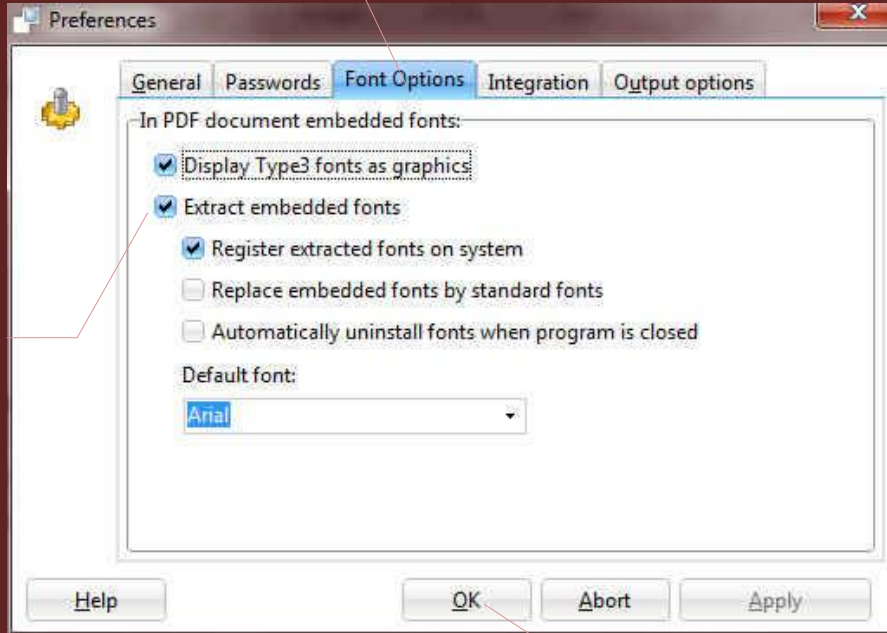 Preferences
x
General Passwords Font Options Integration Output options
In PDF document embedded fonts:
Display Type3 fonts as graphics
Extract embedded fonts
Register extracted fonts on system
Replace embedded fonts by standard fonts
Automatically uninstall fonts when program is closed
Default font:
Arial
Help OK Abort Apply